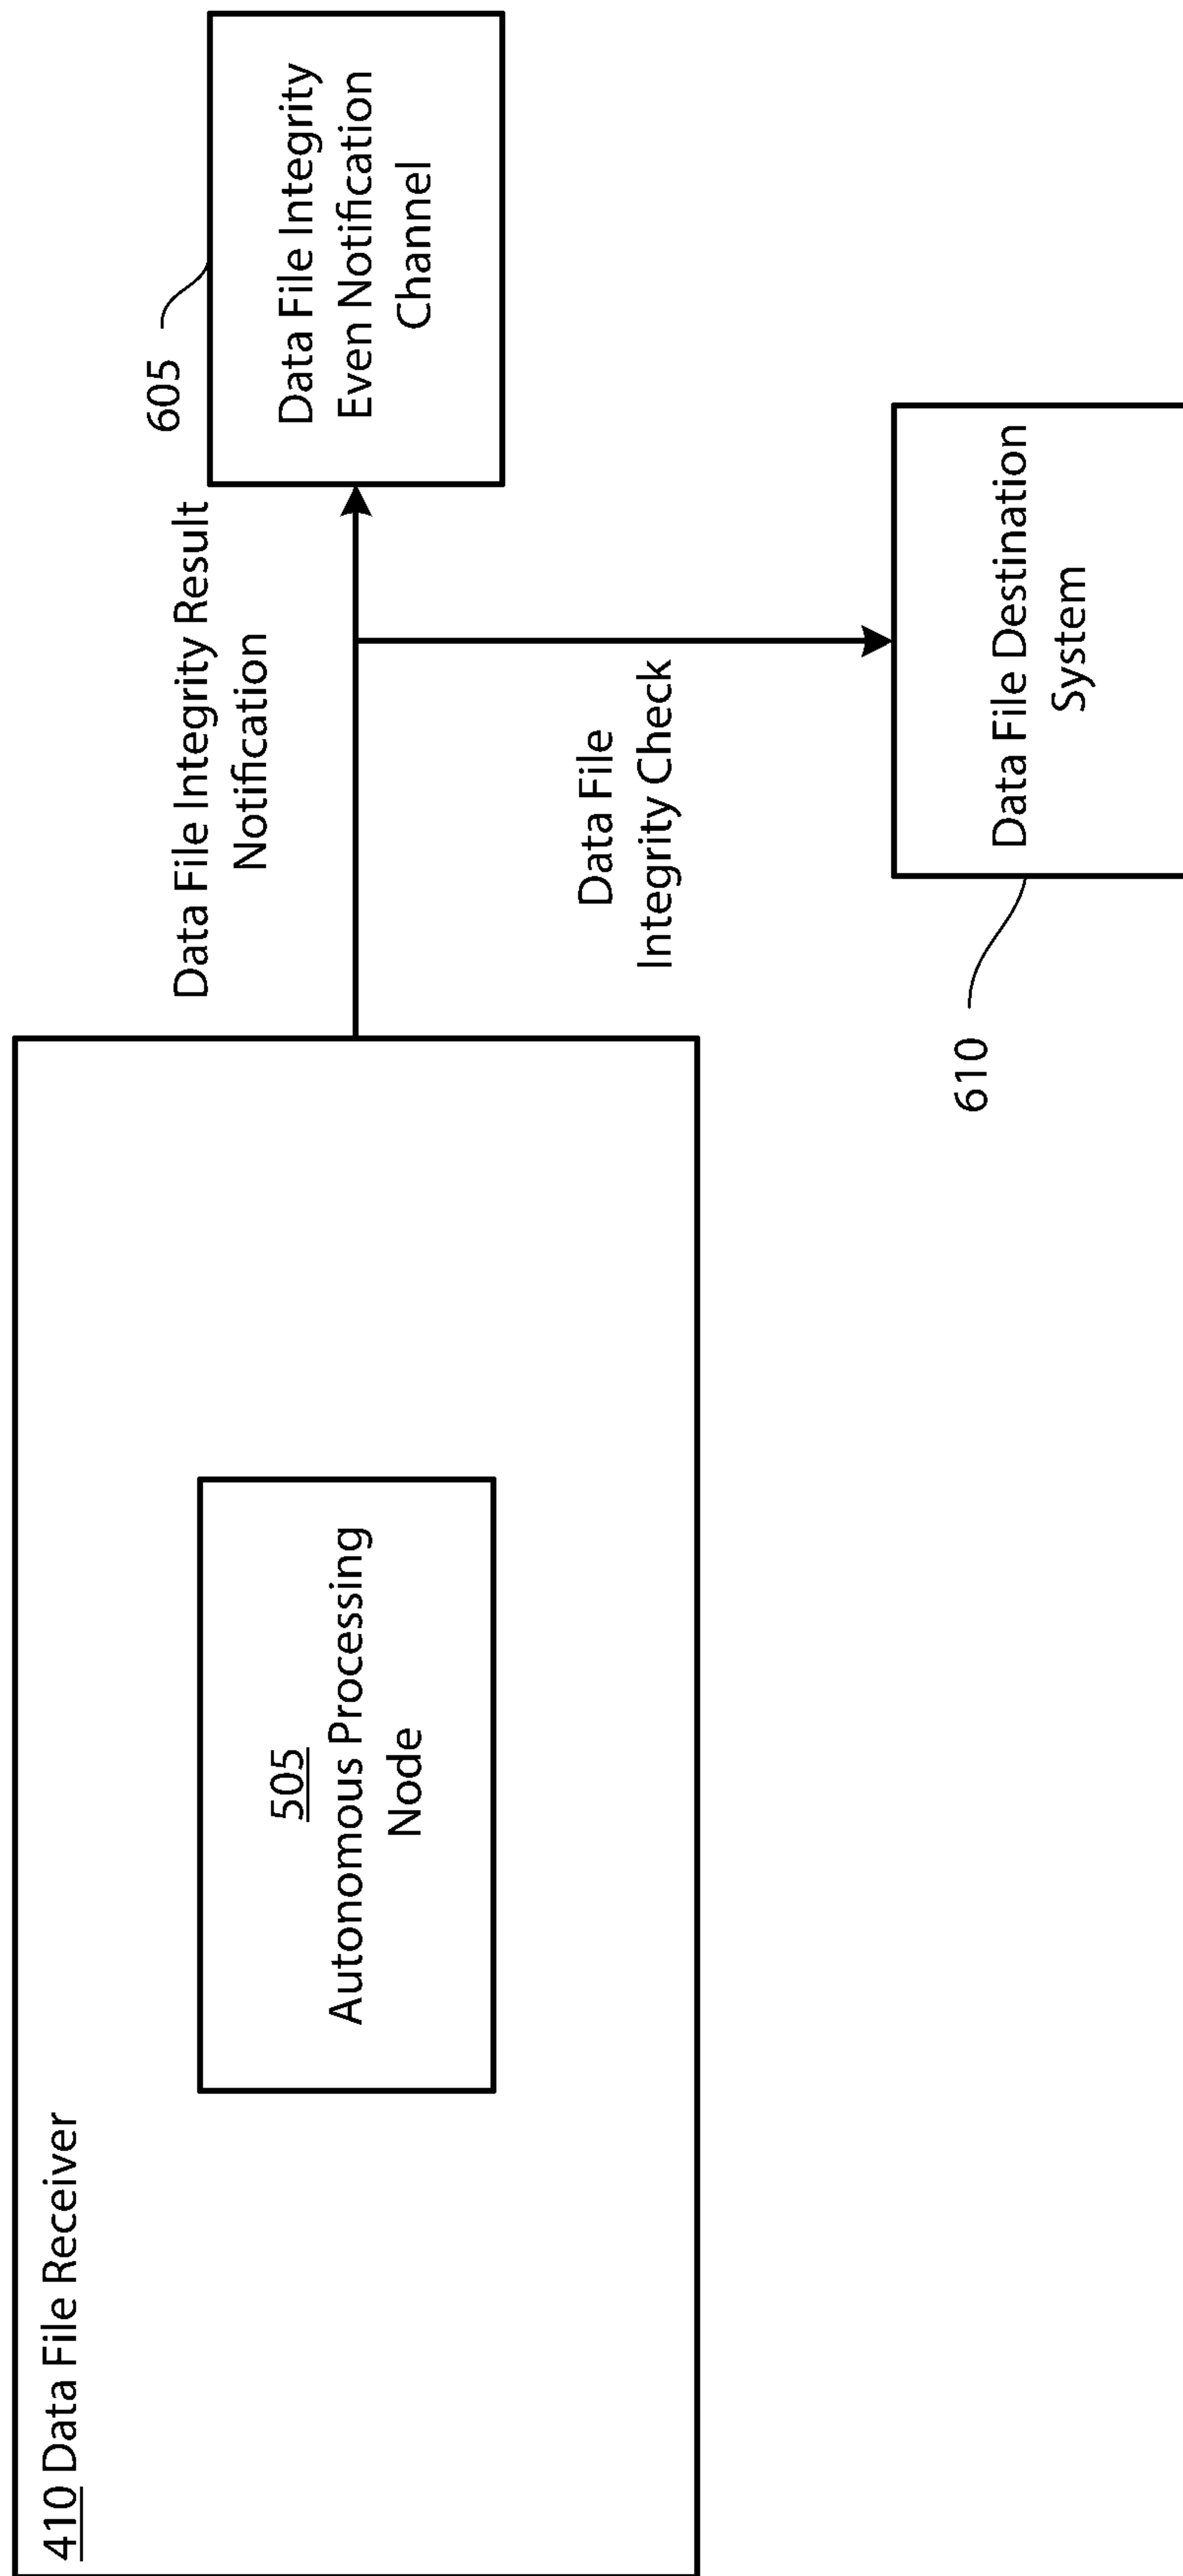 410 Data File Receiver
505
Autonomous Processing
Node
Data File Integrity Result
Notification
605
Data File Integrity
Even Notification
Channel
Data File
Integrity Check
610
Data File Destination
System